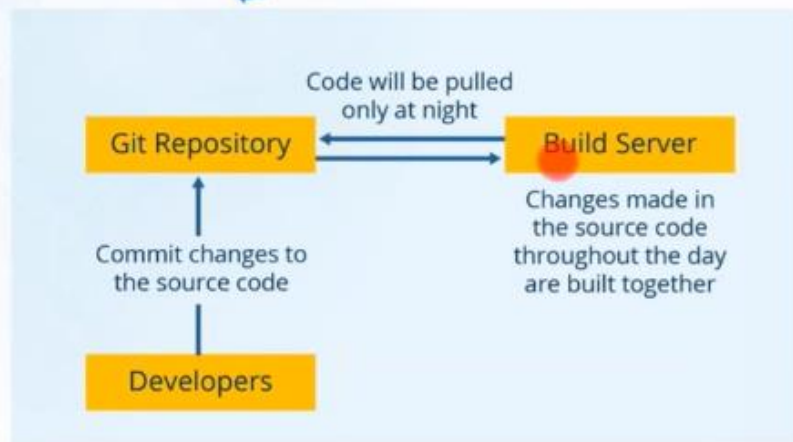 Code will be pulled
only at night
Git Repository
Build Server
Changes made in
the source code
throughout the day
are built together
Commit changes to
the source code
Developers